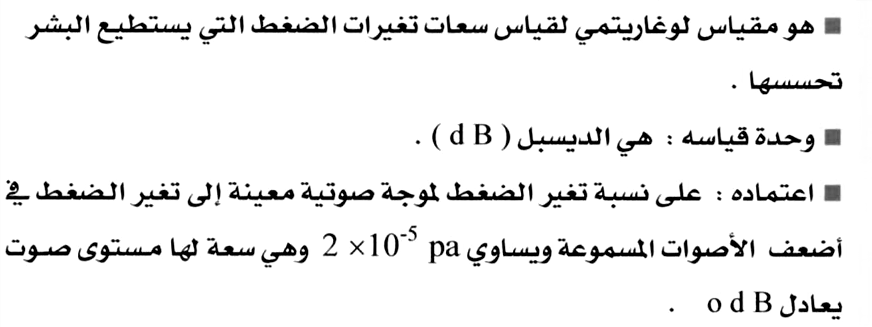 ■ هو مقياس لوغاريتمي لقياس سعات تغيرات الضغط التي يستطيع البشر
تحسسها .
■ وحدة قياسه : هي الديسبل ( d B ) .
■ اعتماده : على نسبة تغير الضغط لموجة صوتية معينة إلى تغير الضغط في
أضعف الأصوات المسموعة ويساوي 2 ×10⁻⁵ pa وهي سعة لها مستوى صوت
يعادل o d B .